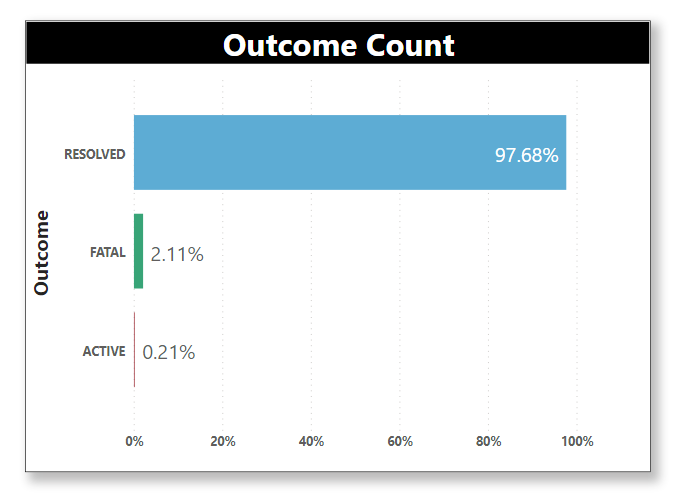 Outcome Count
Outcome
RESOLVED
97.68%
FATAL
2.11%
ACTIVE
0.21%
0% 20% 40% 60% 80% 100%